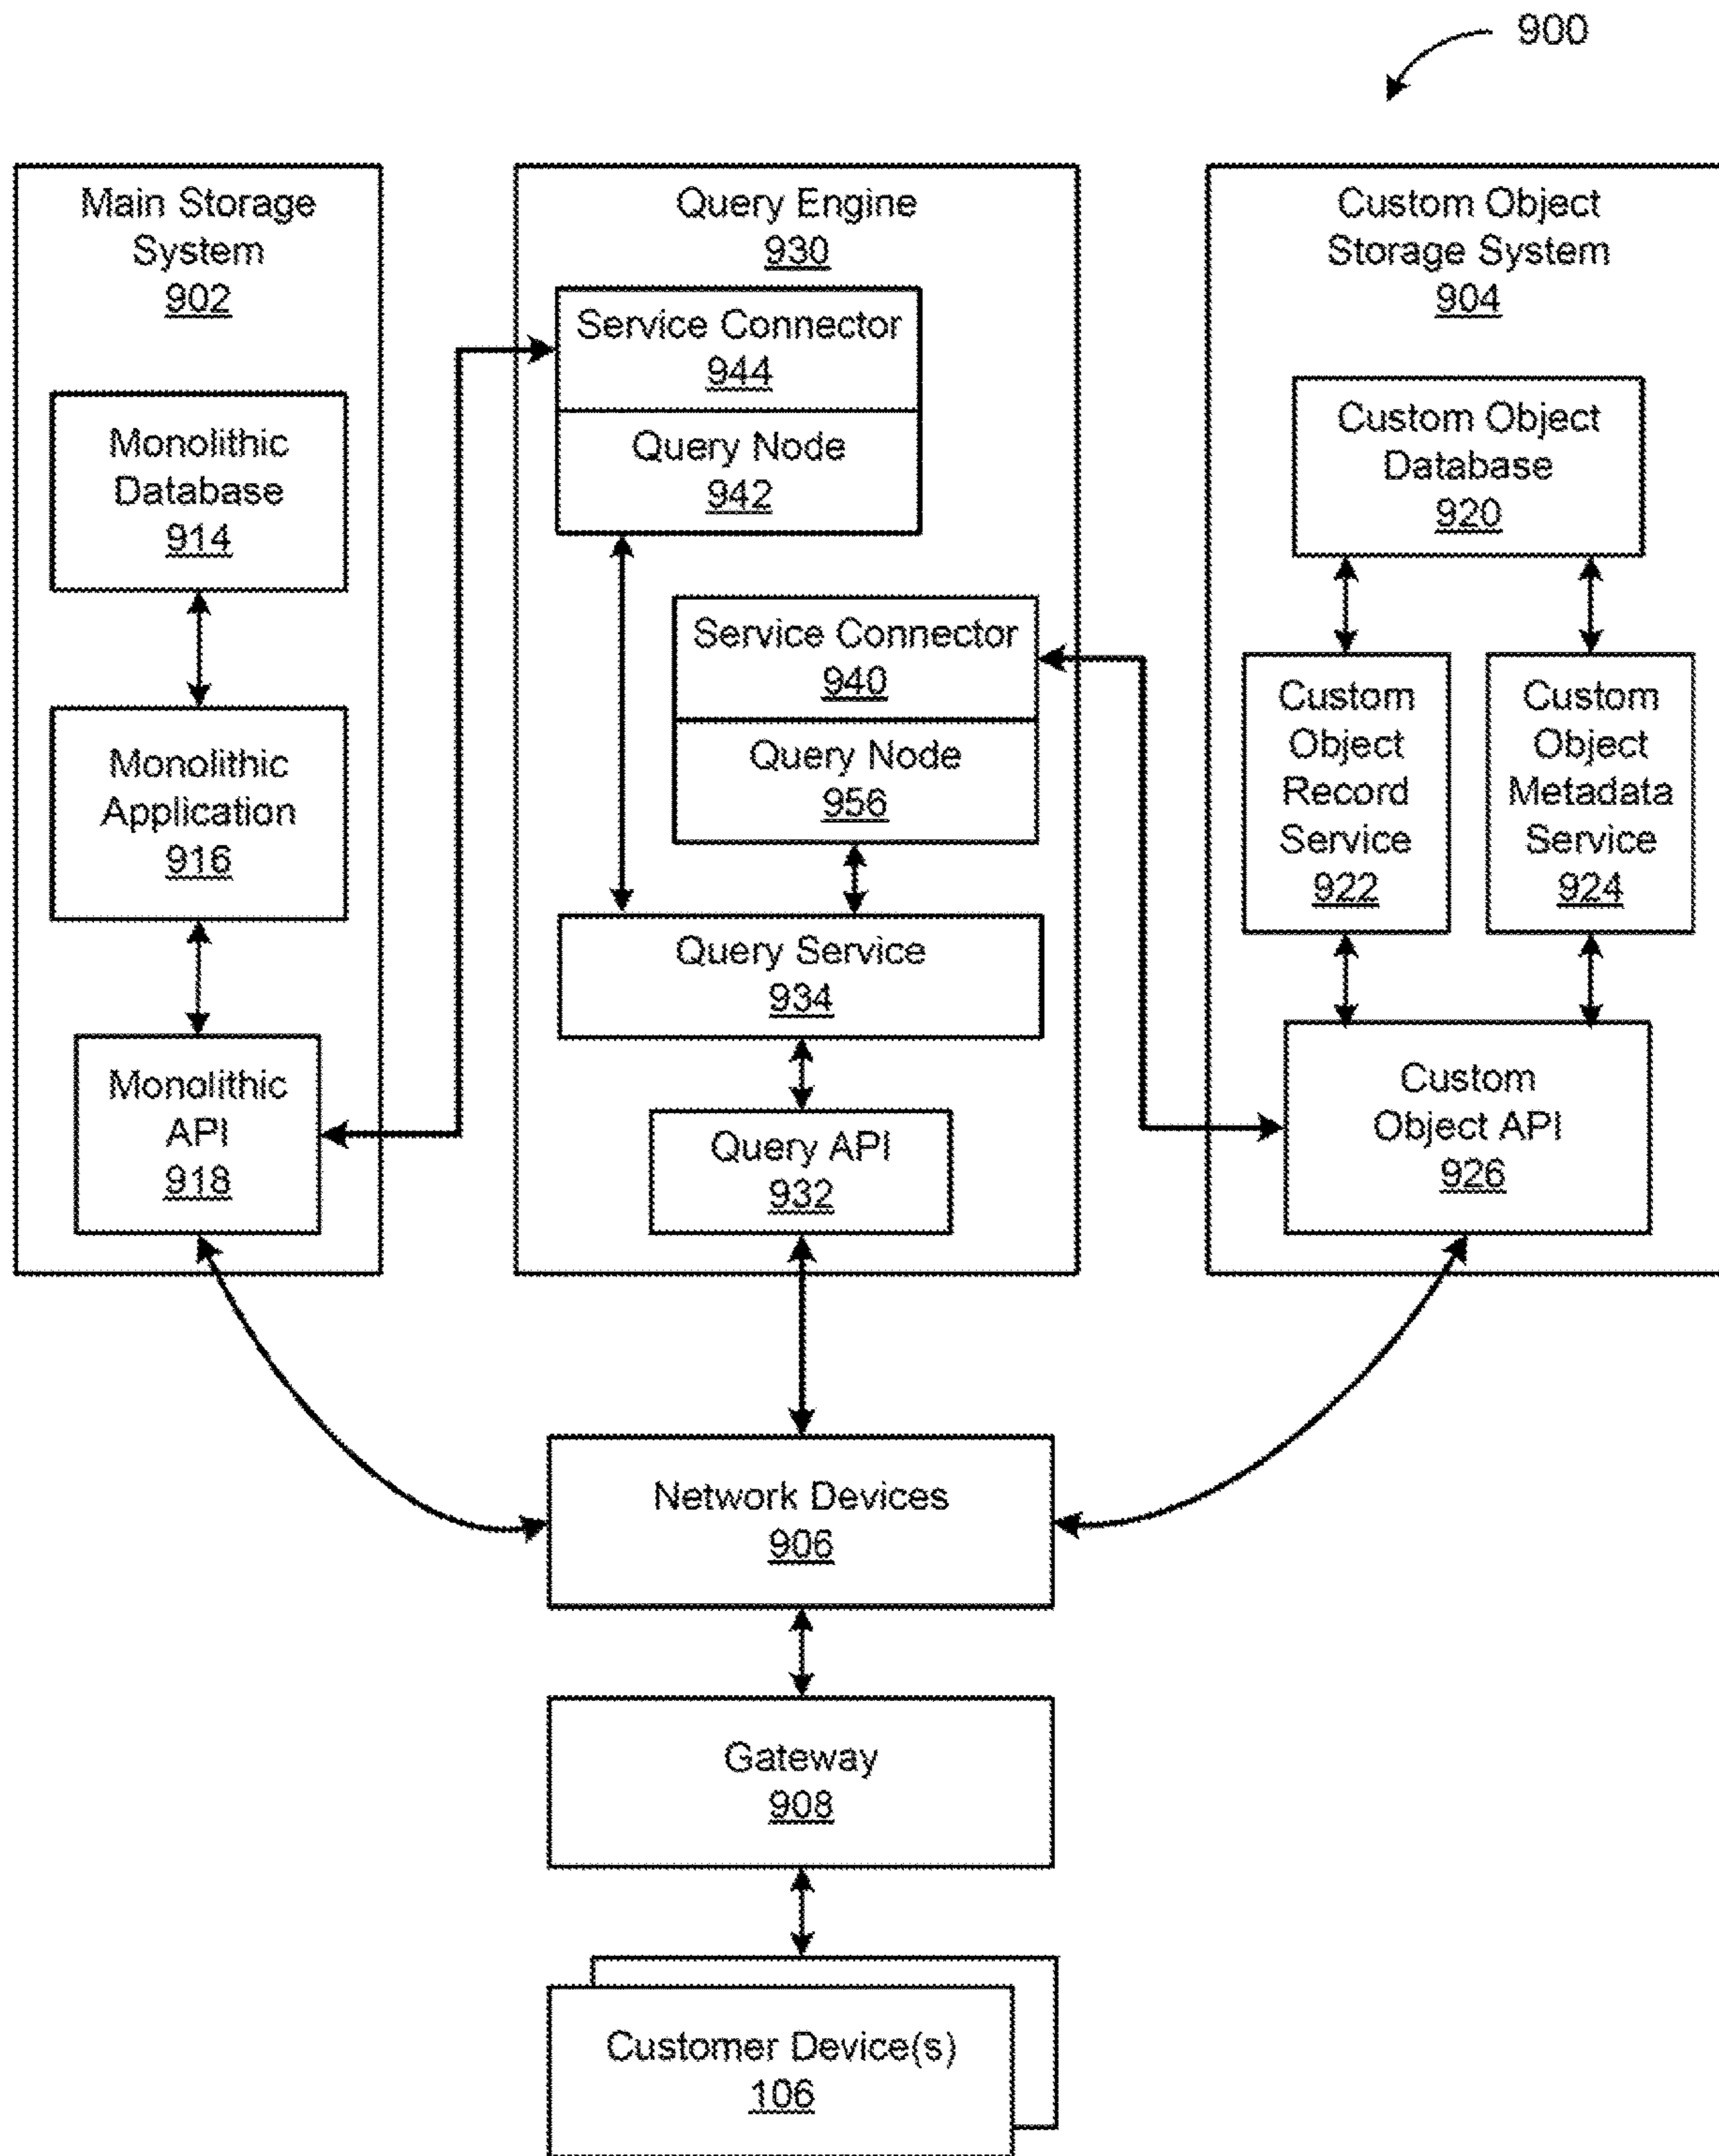 900
Main Storage
System
902
Monolithic
Database
914
Monolithic
Application
916
Monolithic
API
918
Query Engine
930
Service Connector
944
Query Node
942
Service Connector
940
Query Node
956
Query Service
934
Query API
932
Custom Object
Storage System
904
Custom Object
Database
920
Custom
Object
Record
Service
922
Custom
Object
Metadata
Service
924
Custom
Object API
926
Network Devices
906
Gateway
908
Customer Device(s)
106